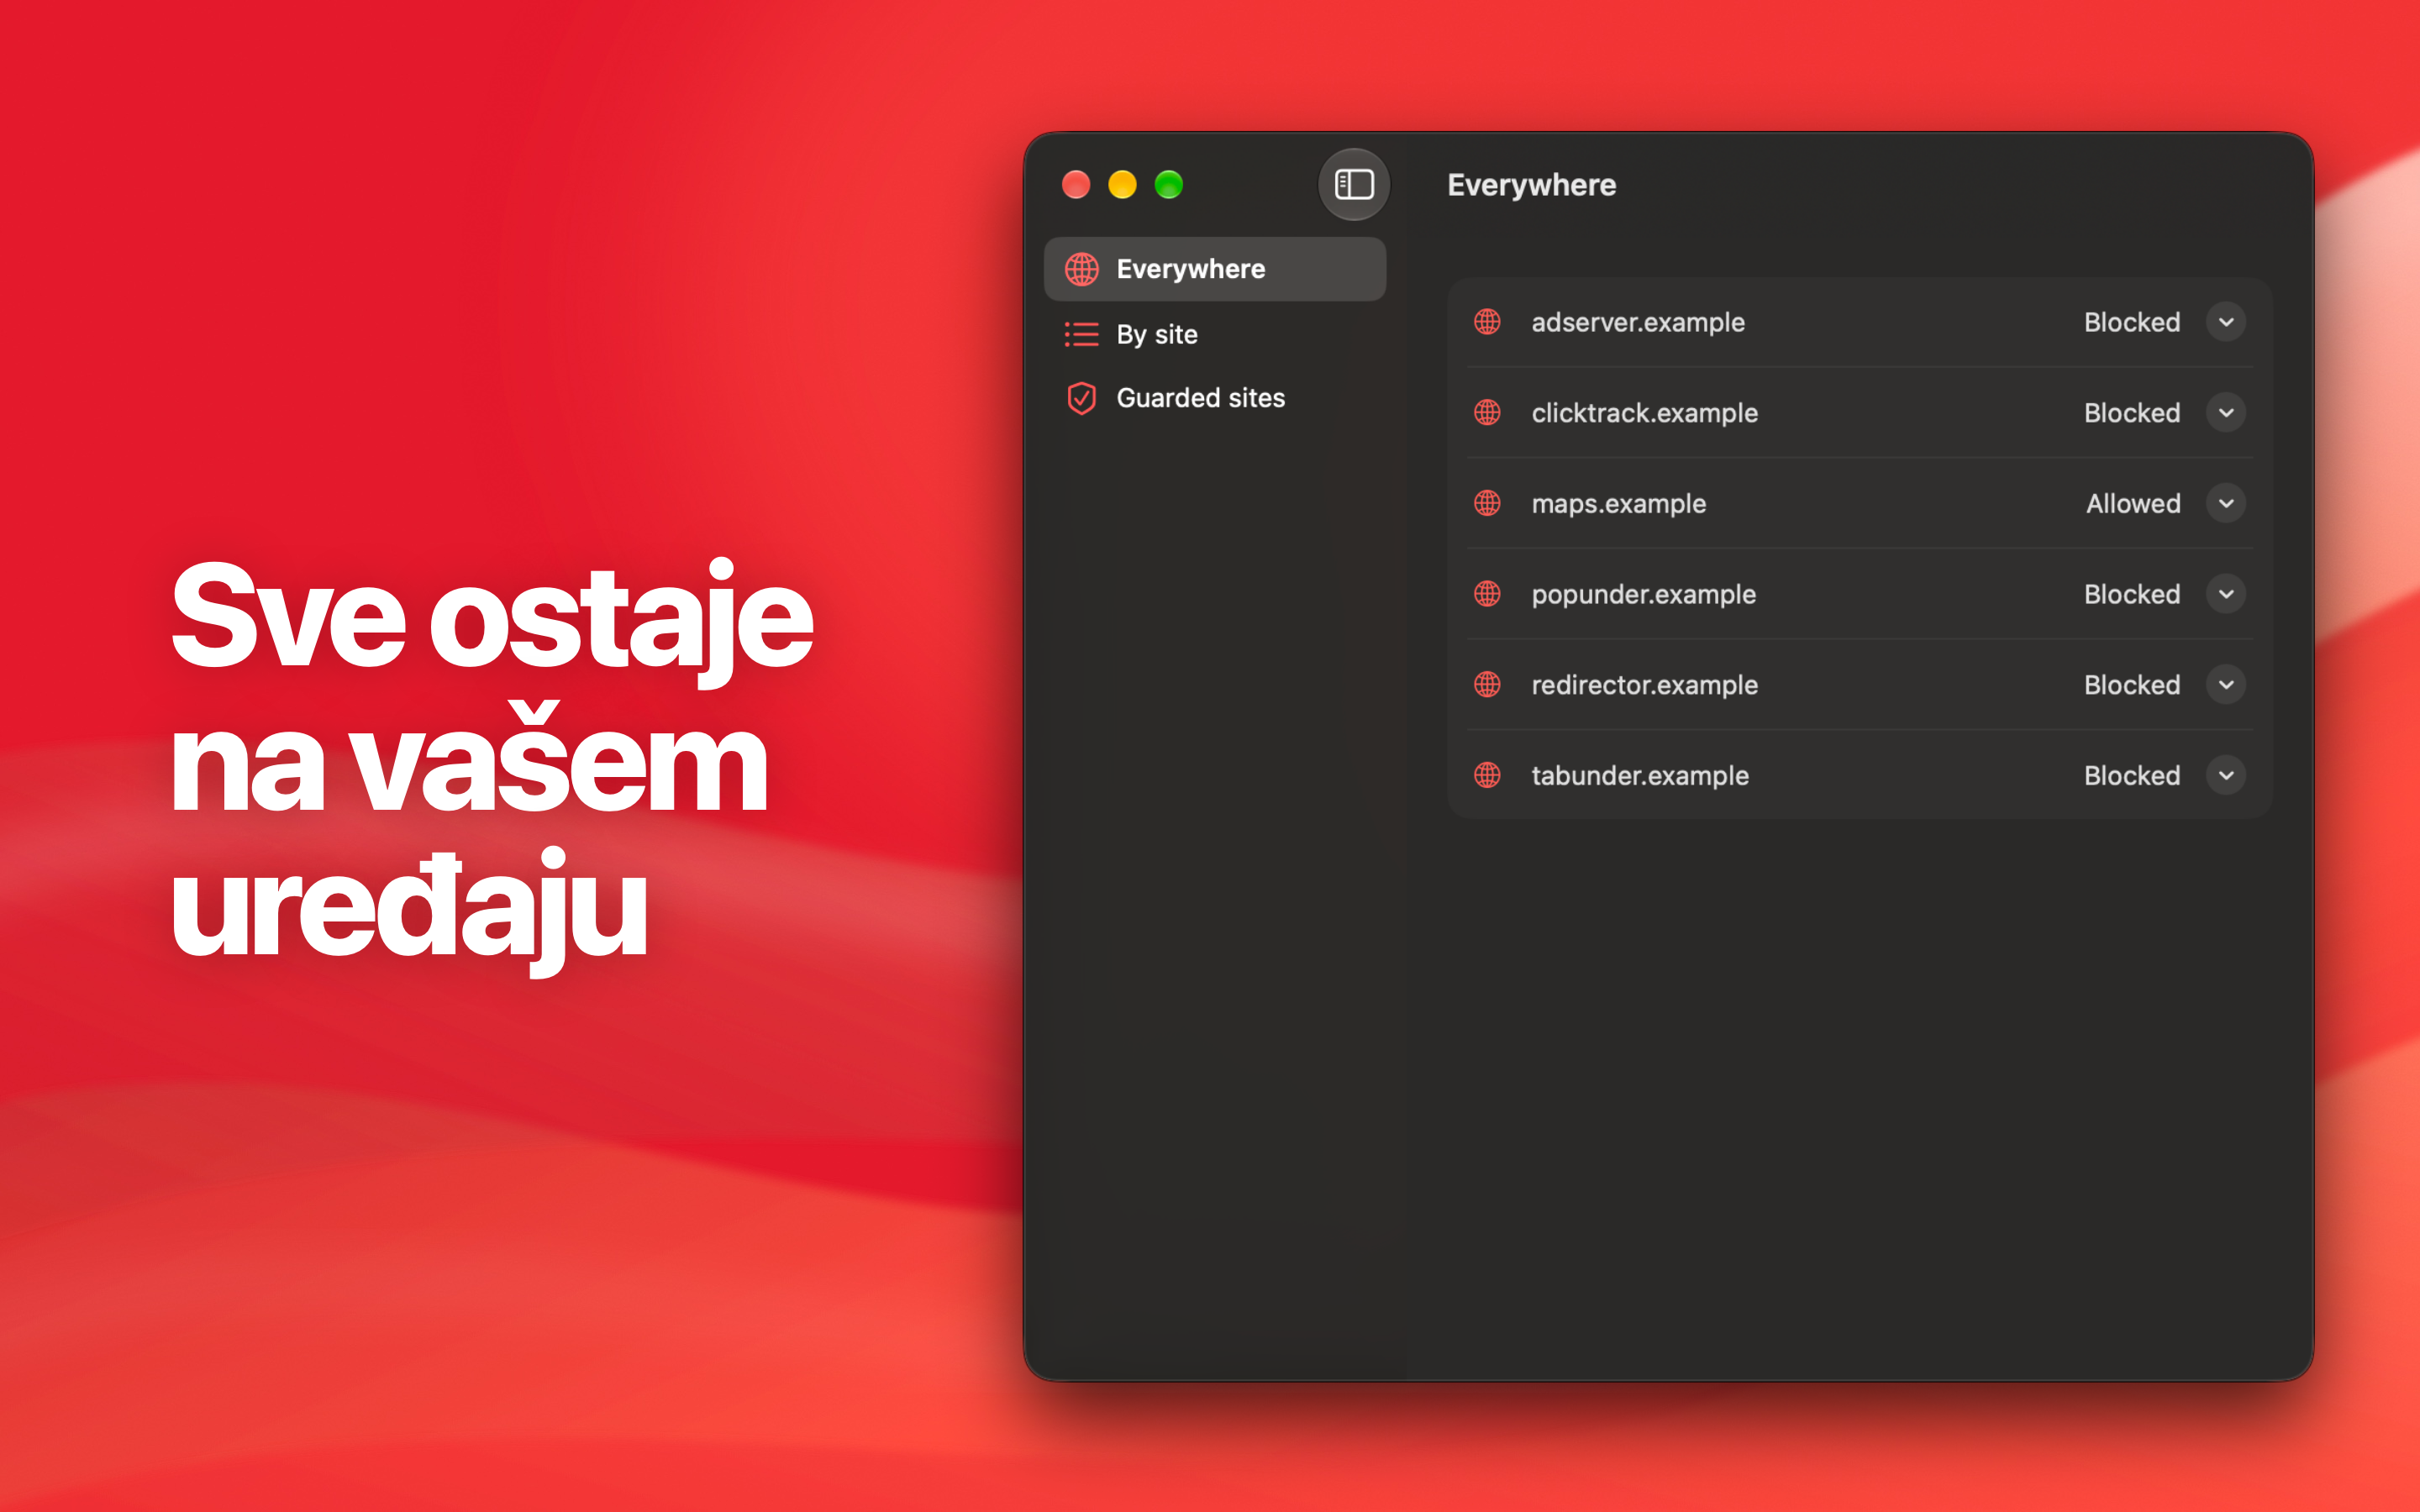 Sve ostaje
na vašem
uređaju
Everywhere
By site
Guarded sites
Everywhere
adserver.example Blocked
clicktrack.example Blocked
maps.example Allowed
popunder.example Blocked
redirector.example Blocked
tabunder.example Blocked